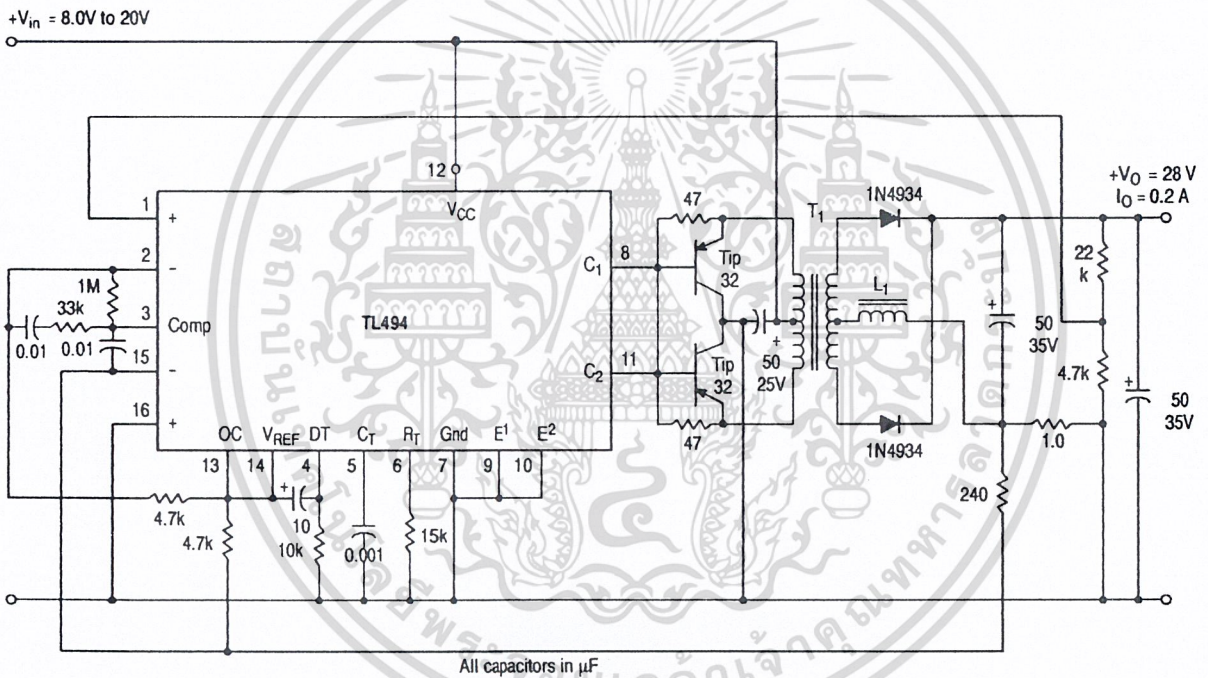 +Vin = 8.0V to 20V
12
VCC
1
+
2
−
1M
33k
3
Comp
0.01
0.01
15
−
16
+
TL494
C1
8
C2
11
47
Tip
32
Tip
32
47
+
50
25V
T1
1N4934
L1
1N4934
+VO = 28 V
IO = 0.2 A
22
k
+
50
35V
4.7k
+
50
35V
1.0
240
OC
VREF
DT
CT
RT
Gnd
E1
E2
13
14
4
5
6
7
9
10
4.7k
4.7k
+
10
10k
0.001
15k
All capacitors in µF